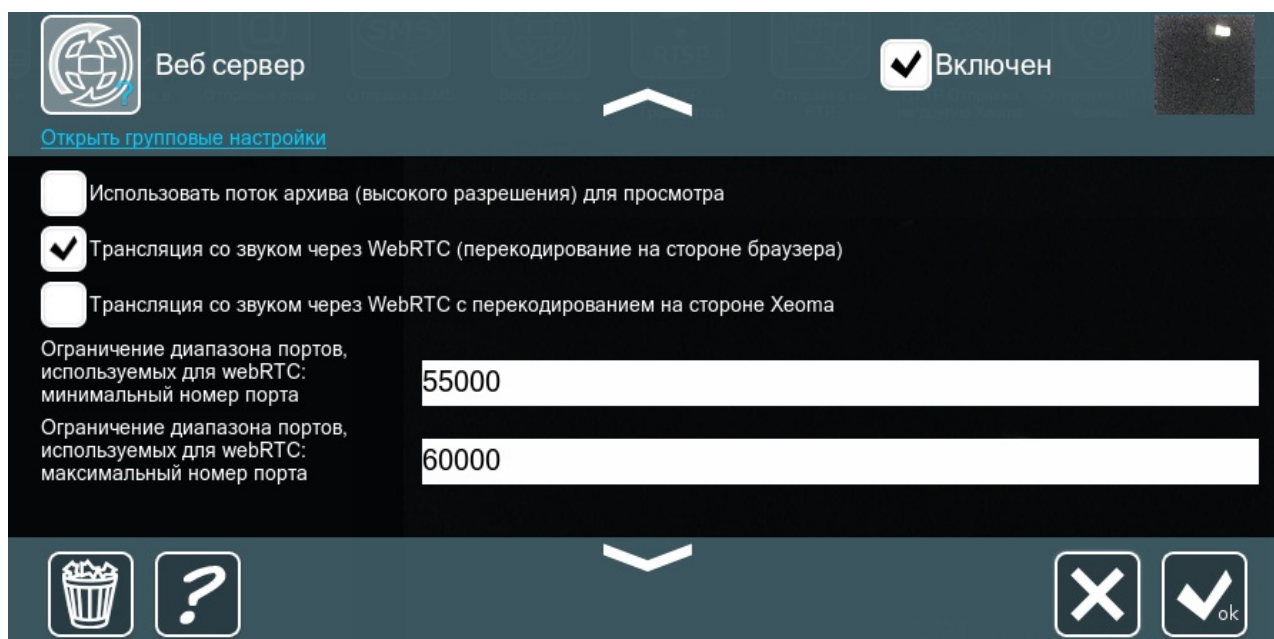 Веб сервер
Включен
Открыть групповые настройки
Использовать поток архива (высокого разрешения) для просмотра
Трансляция со звуком через WebRTC (перекодирование на стороне браузера)
Трансляция со звуком через WebRTC с перекодированием на стороне Xeoma
Ограничение диапазона портов,
используемых для webRTC:
минимальный номер порта
55000
Ограничение диапазона портов,
используемых для webRTC:
максимальный номер порта
60000
?
ok